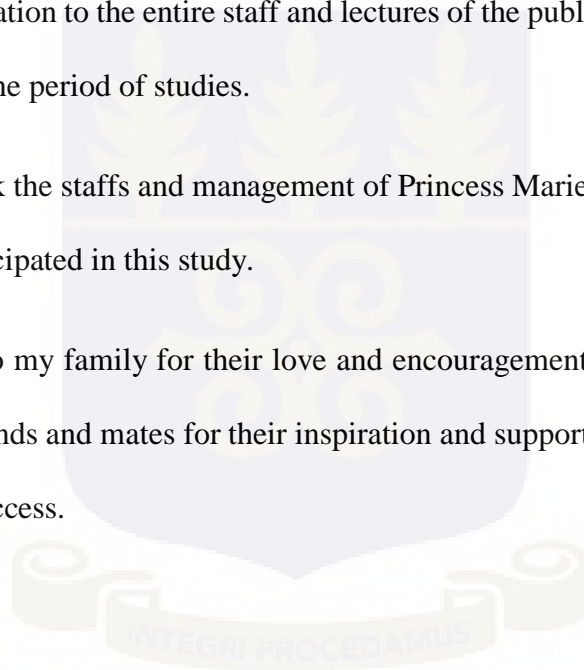 ation to the entire staff and lectures of the publ
ne period of studies.
k the staffs and management of Princess Marie
cipated in this study.
o my family for their love and encouragement
nds and mates for their inspiration and support
ccess.
INTEGRI PROCEDAMUS